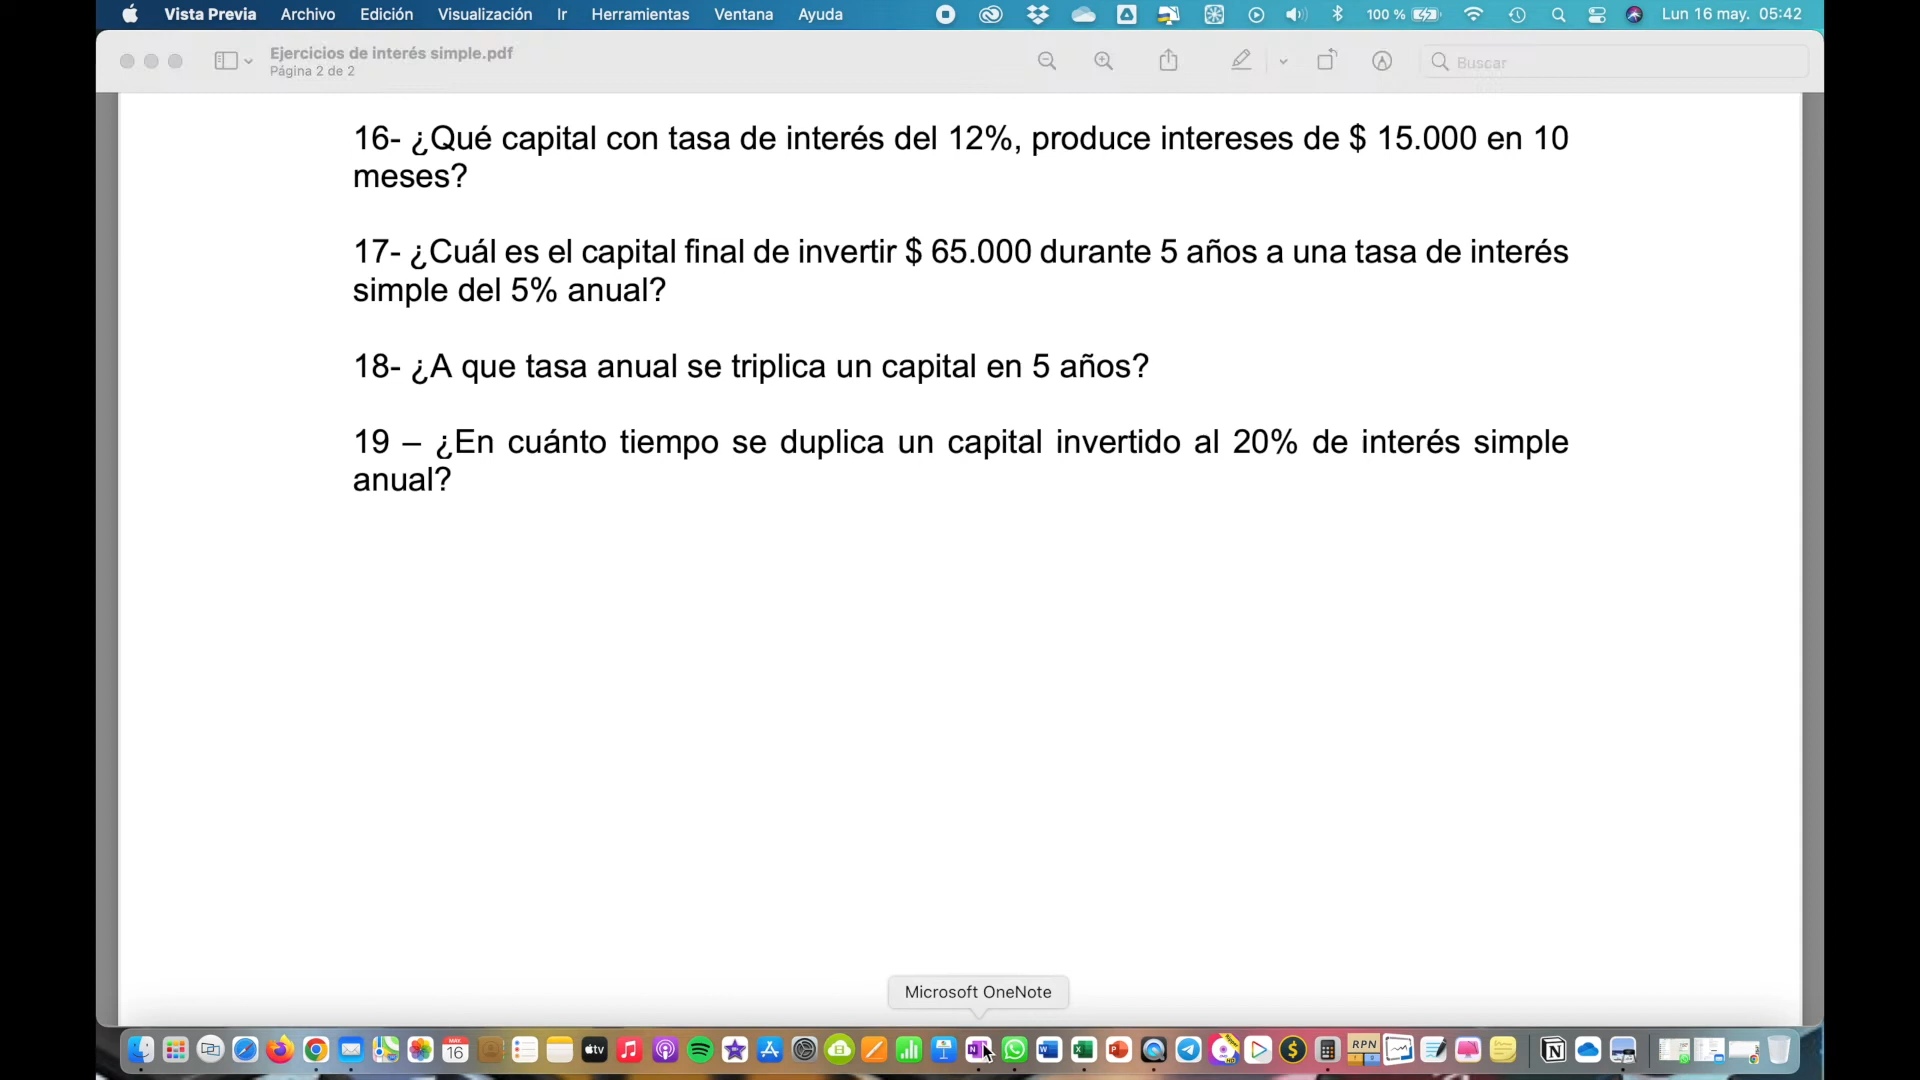 Vista Previa Archivo Edición Visualización Ir Herramientas Ventana Ayuda 100 % Lun 16 may. 05:42
Ejercicios de interés simple.pdf
Página 2 de 2
Buscar
16- ¿Qué capital con tasa de interés del 12%, produce intereses de $ 15.000 en 10
meses?
17- ¿Cuál es el capital final de invertir $ 65.000 durante 5 años a una tasa de interés
simple del 5% anual?
18- ¿A que tasa anual se triplica un capital en 5 años?
19 – ¿En cuánto tiempo se duplica un capital invertido al 20% de interés simple
anual?
Microsoft OneNote
16
tv
RPN